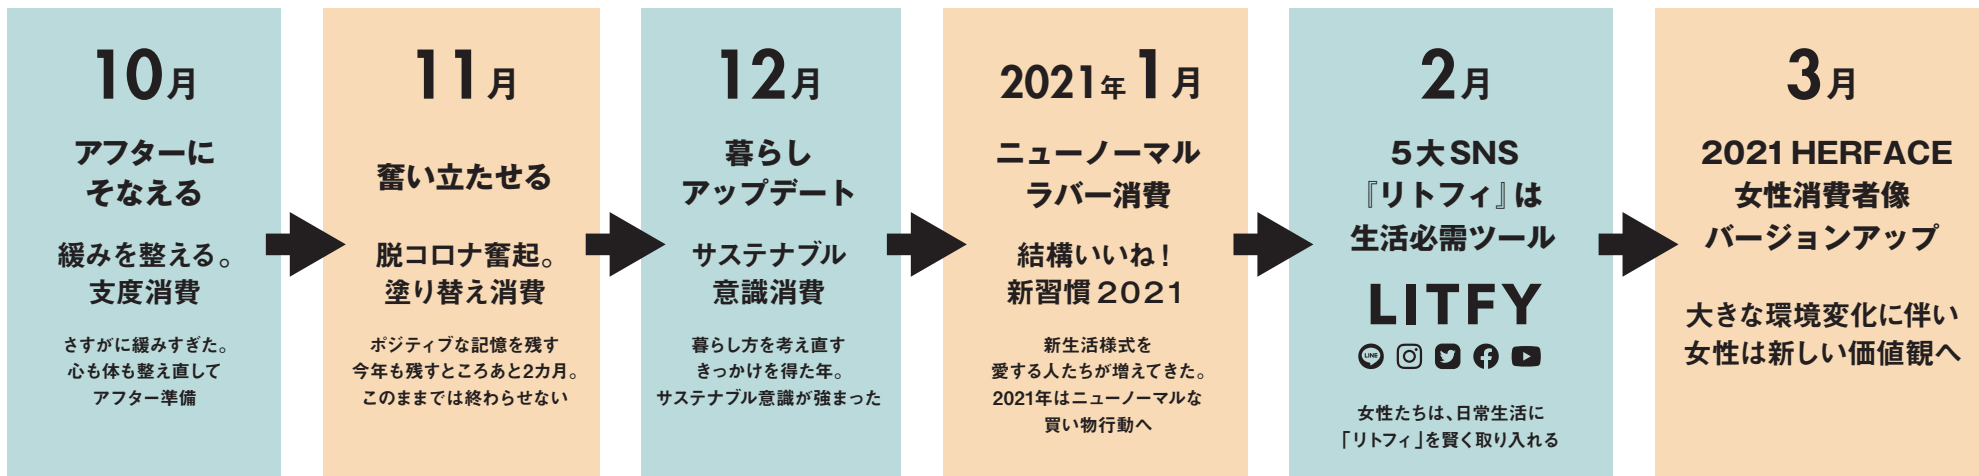 10月
アフターに
そなえる
緩みを整える。
支度消費
さすがに緩みすぎた。
心も体も整え直して
アフター準備
11月
奮い立たせる
脱コロナ奮起。
塗り替え消費
ポジティブな記憶を残す
今年も残すところあと2カ月。
このままでは終わらせない
12月
暮らし
アップデート
サステナブル
意識消費
暮らし方を考え直す
きっかけを得た年。
サステナブル意識が強まった
2021年 1月
ニューノーマル
ラバー消費
結構いいね！
新習慣2021
新生活様式を
愛する人たちが増えてきた。
2021年はニューノーマルな
買い物行動へ
2月
5大SNS
『リトフィ』は
生活必需ツール
LITFY
LINE
女性たちは、日常生活に
「リトフィ」を賢く取り入れる
3月
2021 HERFACE
女性消費者像
バージョンアップ
大きな環境変化に伴い
女性は新しい価値観へ